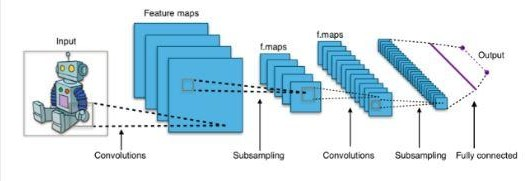 Input
Feature maps
f.maps
f.maps
Output
Convolutions
Subsampling
Convolutions
Subsampling
Fully connected